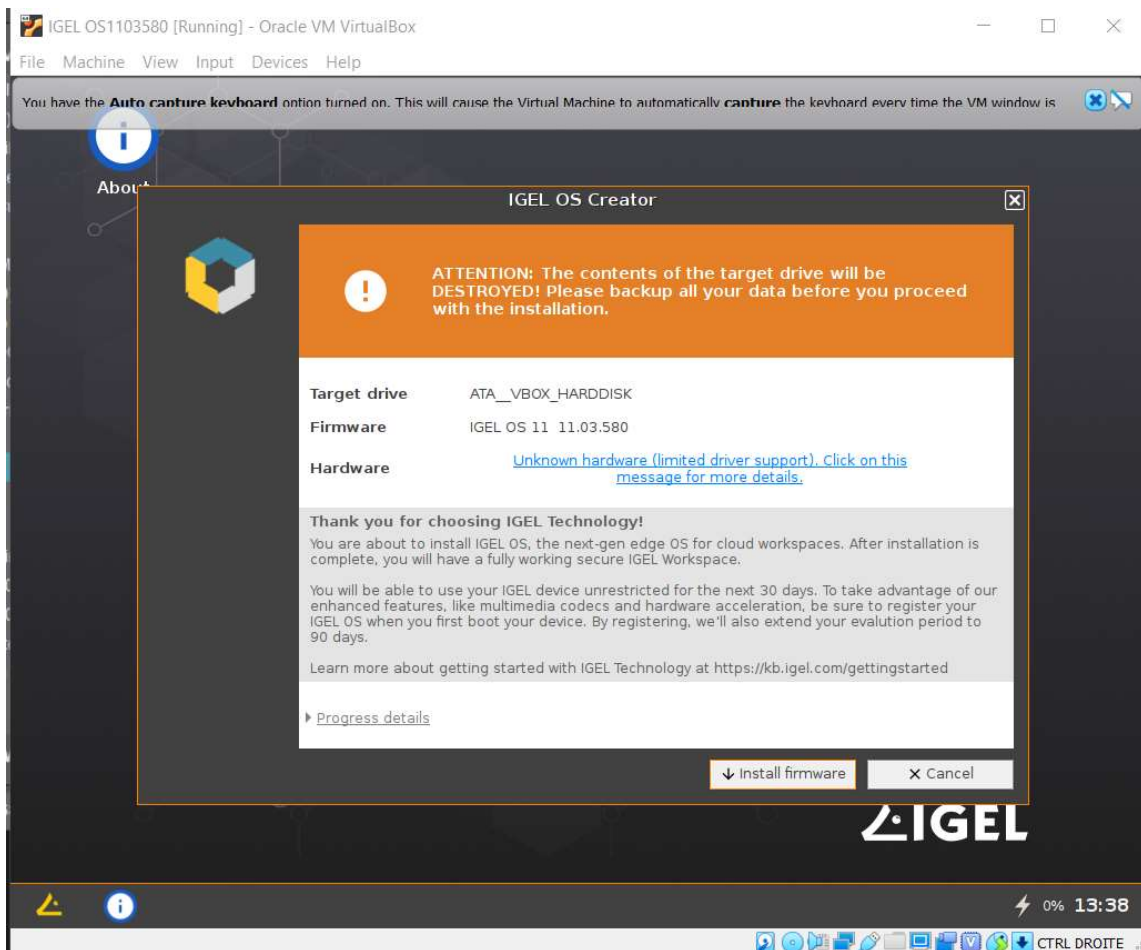 IGEL OS1103580 [Running] - Oracle VM VirtualBox
File Machine View Input Devices Help
You have the Auto capture keyboard option turned on. This will cause the Virtual Machine to automatically capture the keyboard every time the VM window is
About
IGEL OS Creator
ATTENTION: The contents of the target drive will be
DESTROYED! Please backup all your data before you proceed
with the installation.
Target drive ATA__VBOX_HARDDISK
Firmware IGEL OS 11 11.03.580
Hardware Unknown hardware (limited driver support). Click on this
message for more details.
Thank you for choosing IGEL Technology!
You are about to install IGEL OS, the next-gen edge OS for cloud workspaces. After installation is
complete, you will have a fully working secure IGEL Workspace.
You will be able to use your IGEL device unrestricted for the next 30 days. To take advantage of our
enhanced features, like multimedia codecs and hardware acceleration, be sure to register your
IGEL OS when you first boot your device. By registering, we'll also extend your evalution period to
90 days.
Learn more about getting started with IGEL Technology at https://kb.igel.com/gettingstarted
Progress details
Install firmware Cancel
IGEL
0% 13:38
CTRL DROITE